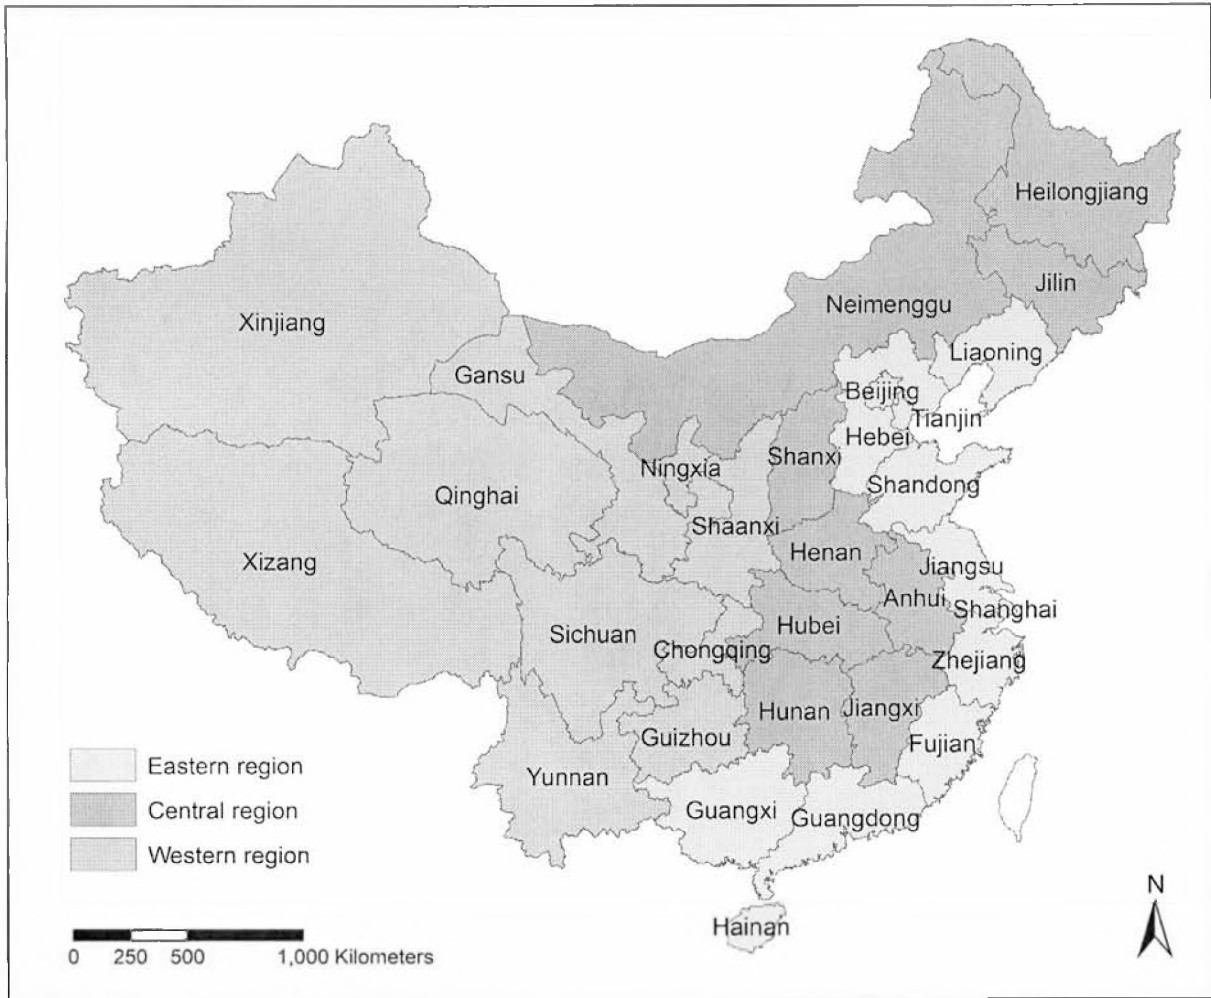 Heilongjiang
Jilin
Neimenggu
Xinjiang
Liaoning
Gansu
Beijing
Tianjin
Hebei
Shanxi
Ningxia
Shandong
Qinghai
Shaanxi
Henan
Xizang
Jiangsu
Anhui
Shanghai
Hubei
Sichuan
Chongqing
Zhejiang
Hunan
Jiangxi
Guizhou
Fujian
Yunnan
Guangxi
Guangdong
Hainan
Eastern region
Central region
Western region
0 250 500 1,000 Kilometers
N